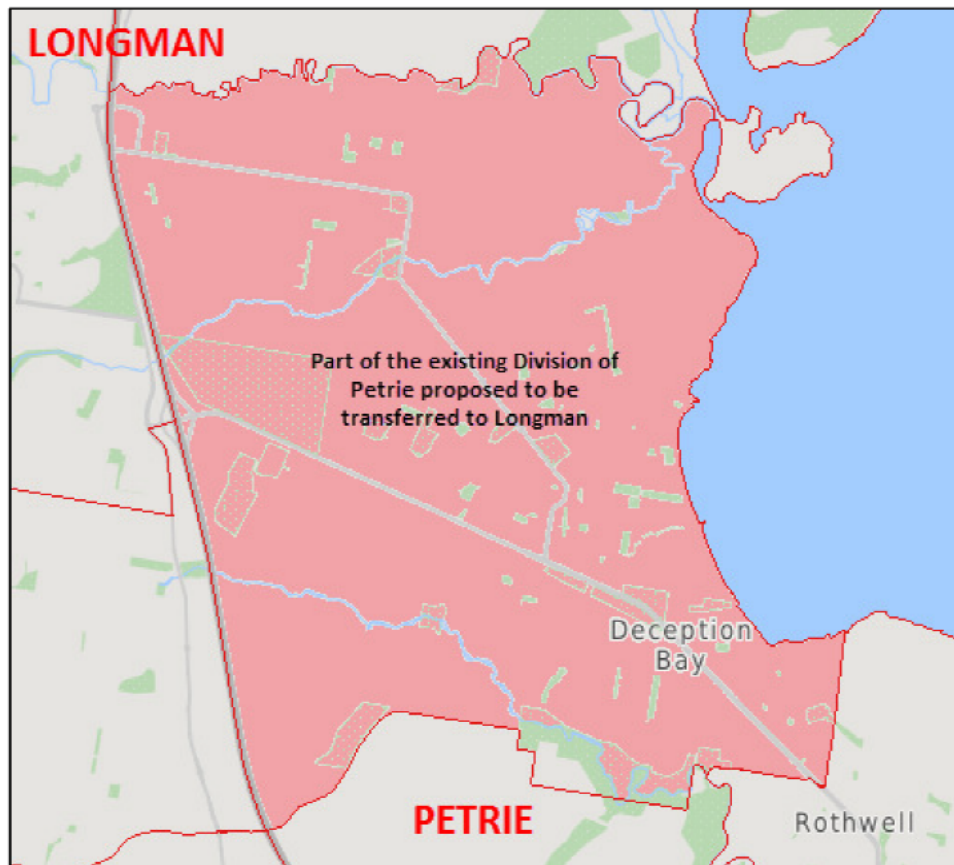 LONGMAN
Part of the existing Division of
Petrie proposed to be
transferred to Longman
Deception
Bay
PETRIE
Rothwell